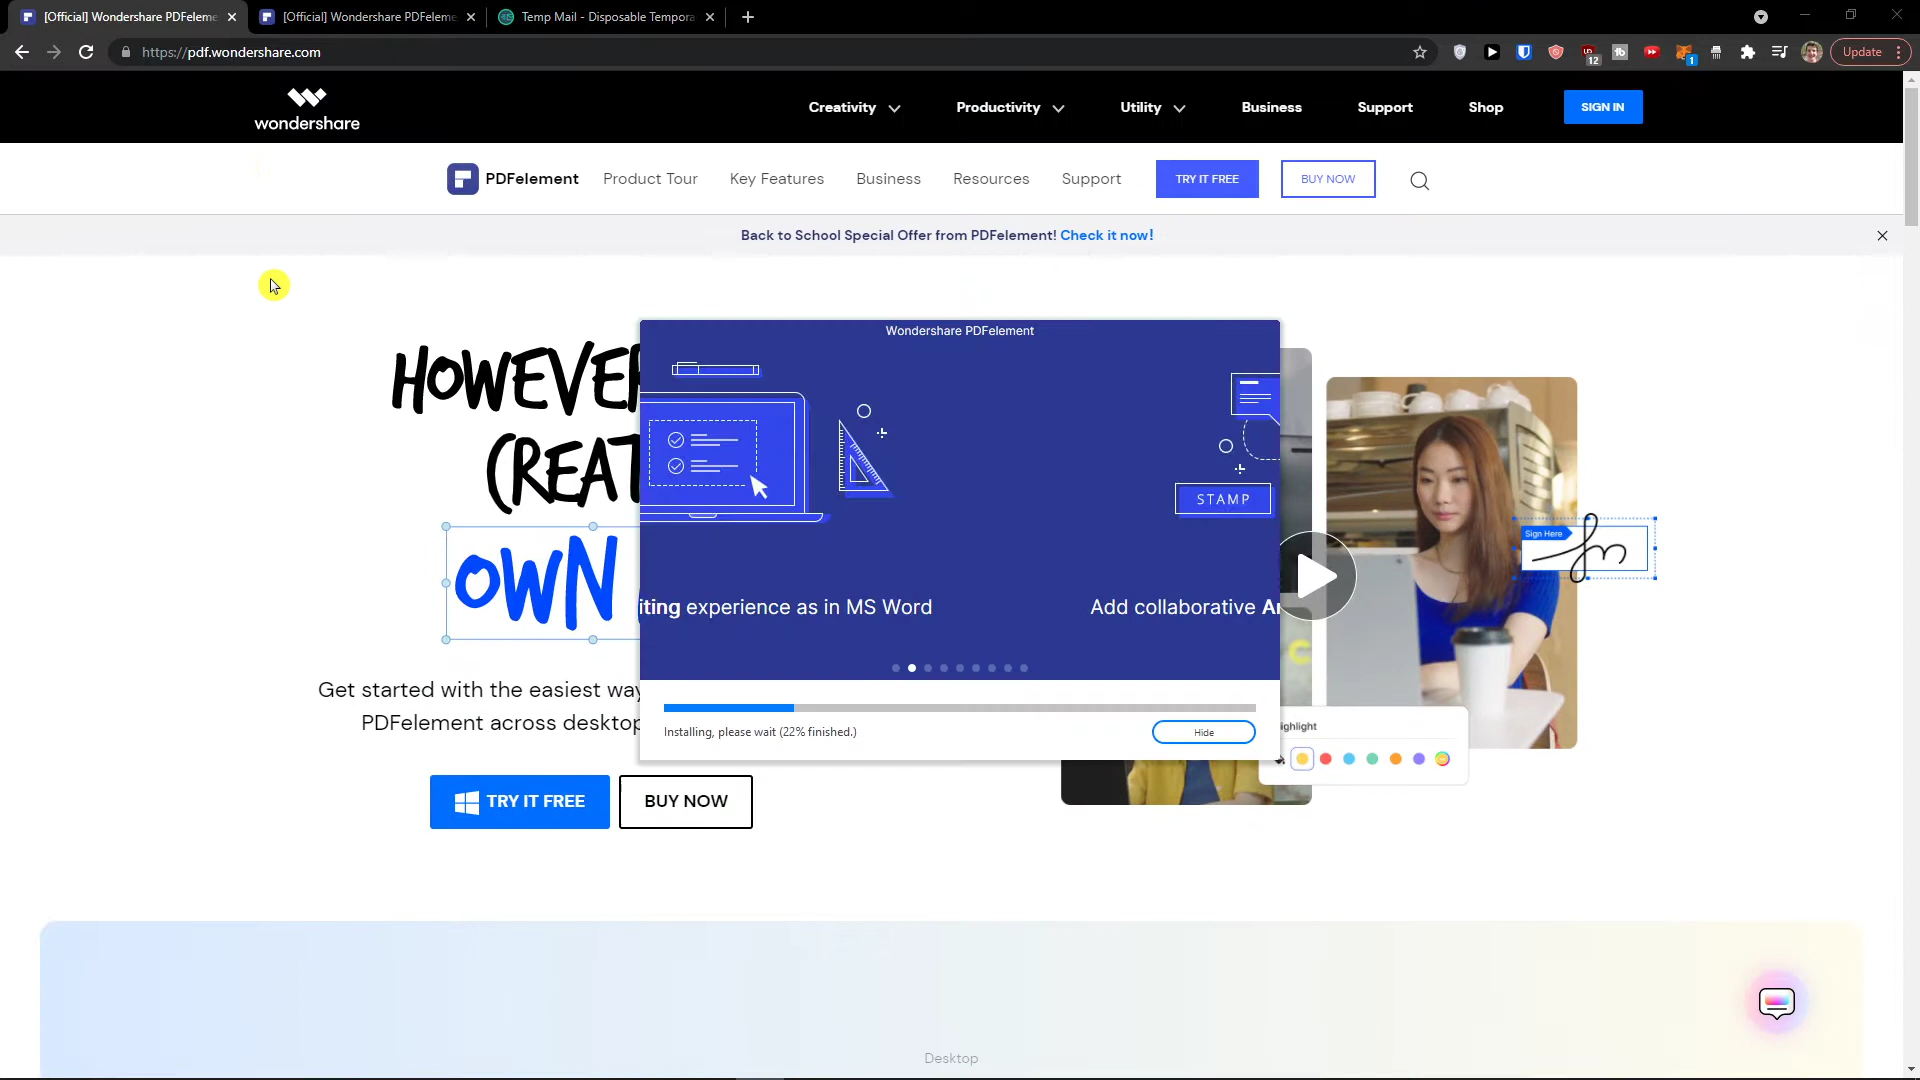 [Official] Wondershare PDFeleme
[Official] Wondershare PDFeleme
Temp Mail - Disposable Tempora
https://pdf.wondershare.com
12
1
Update
wondershare
Creativity
Productivity
Utility
Business
Support
Shop
SIGN IN
PDFelement
Product Tour
Key Features
Business
Resources
Support
TRY IT FREE
BUY NOW
Back to School Special Offer from PDFelement! Check it now!
Wondershare PDFelement
HOWEVER
(REAT
OWN
STAMP
Sign Here
iting experience as in MS Word
Add collaborative
Get started with the easiest way
PDFelement across desktop
Installing, please wait (22% finished.)
Hide
ighlight
TRY IT FREE
BUY NOW
Desktop